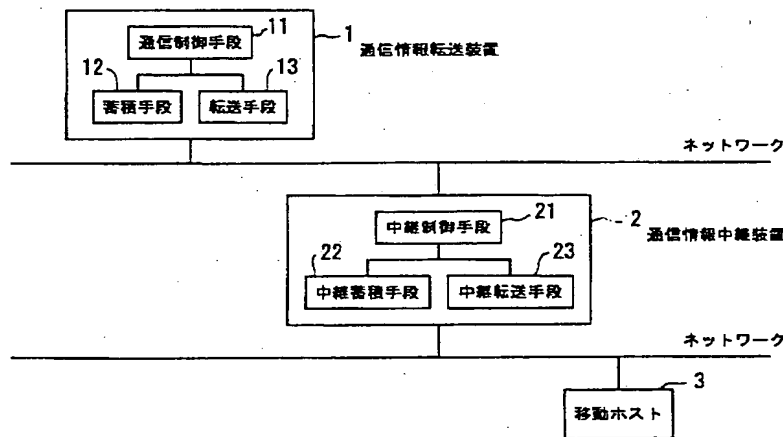 11
通信制御手段
1
通信情報転送装置
12
13
蓄積手段
転送手段
ネットワーク
21
中継制御手段
2
通信情報中継装置
22
23
中継蓄積手段
中継転送手段
ネットワーク
3
移動ホスト